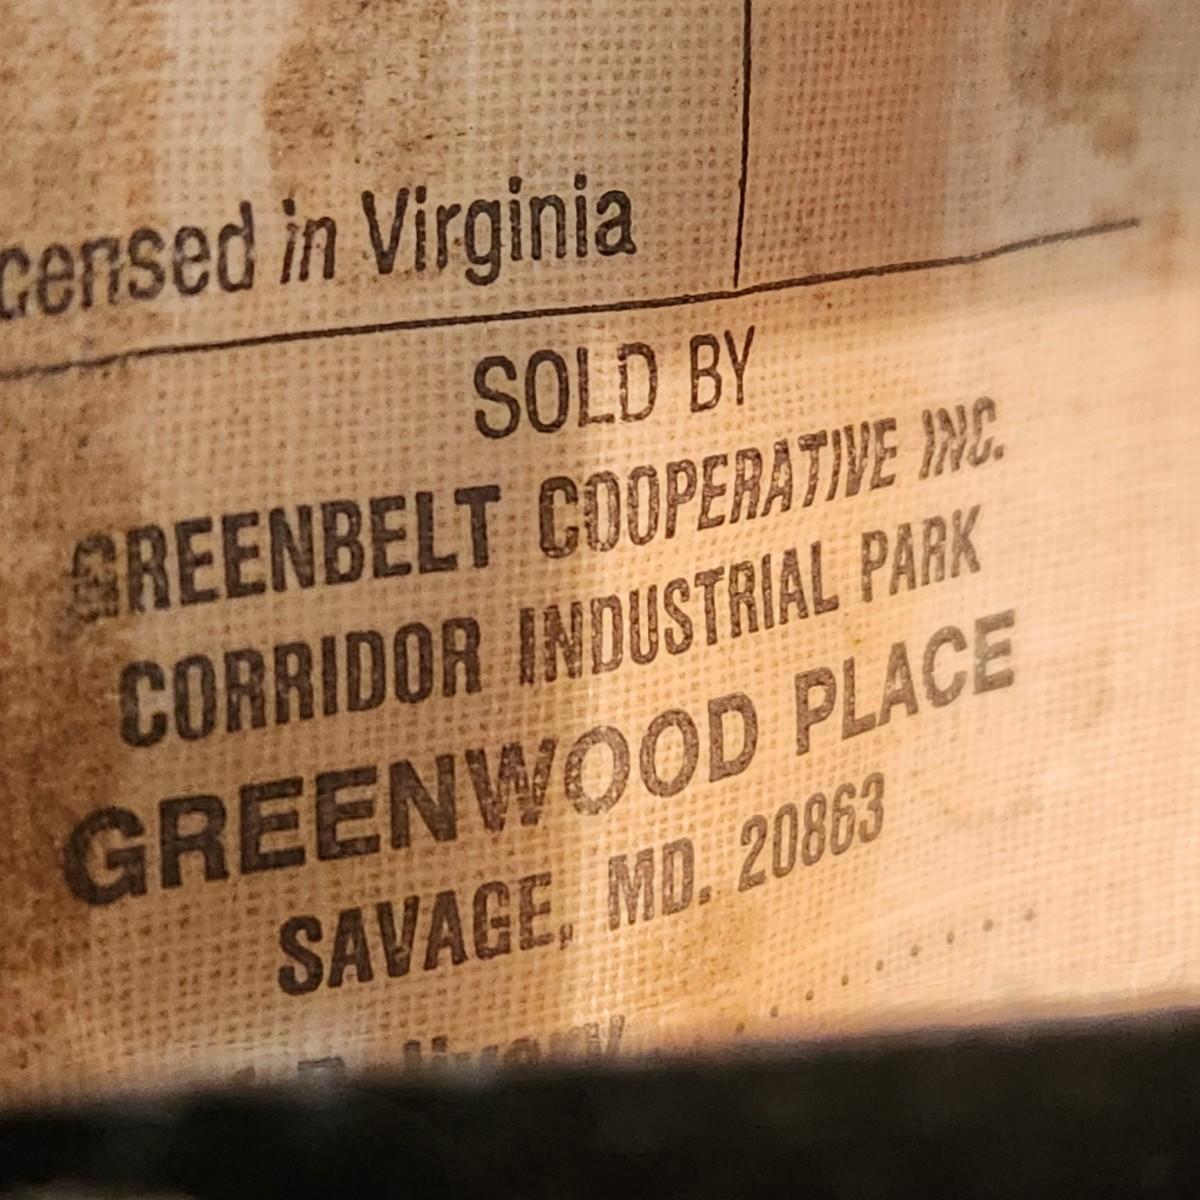 censed in Virginia
SOLD BY
GREENBELT COOPERATIVE INC.
CORRIDOR INDUSTRIAL PARK
GREENWOOD PLACE
SAVAGE, MD. 20863